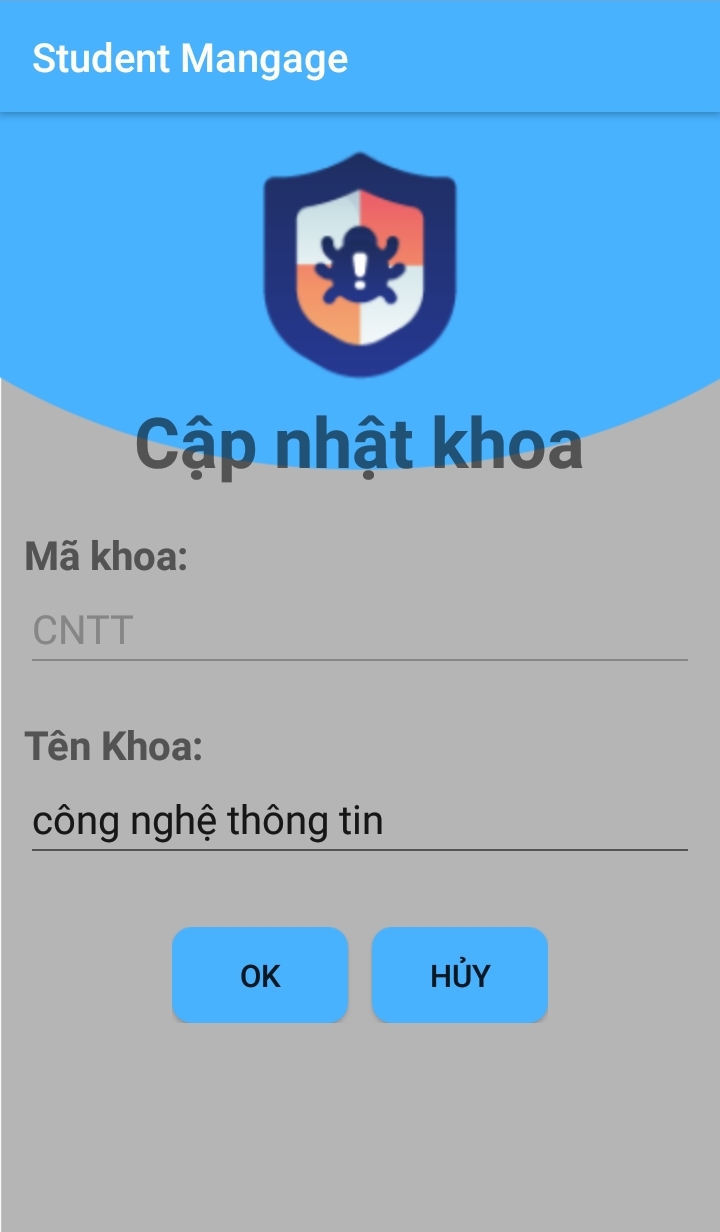 Student Mangage
Cập nhật khoa
Mã khoa:
CNTT
Tên Khoa:
công nghệ thông tin
OK
HỦY